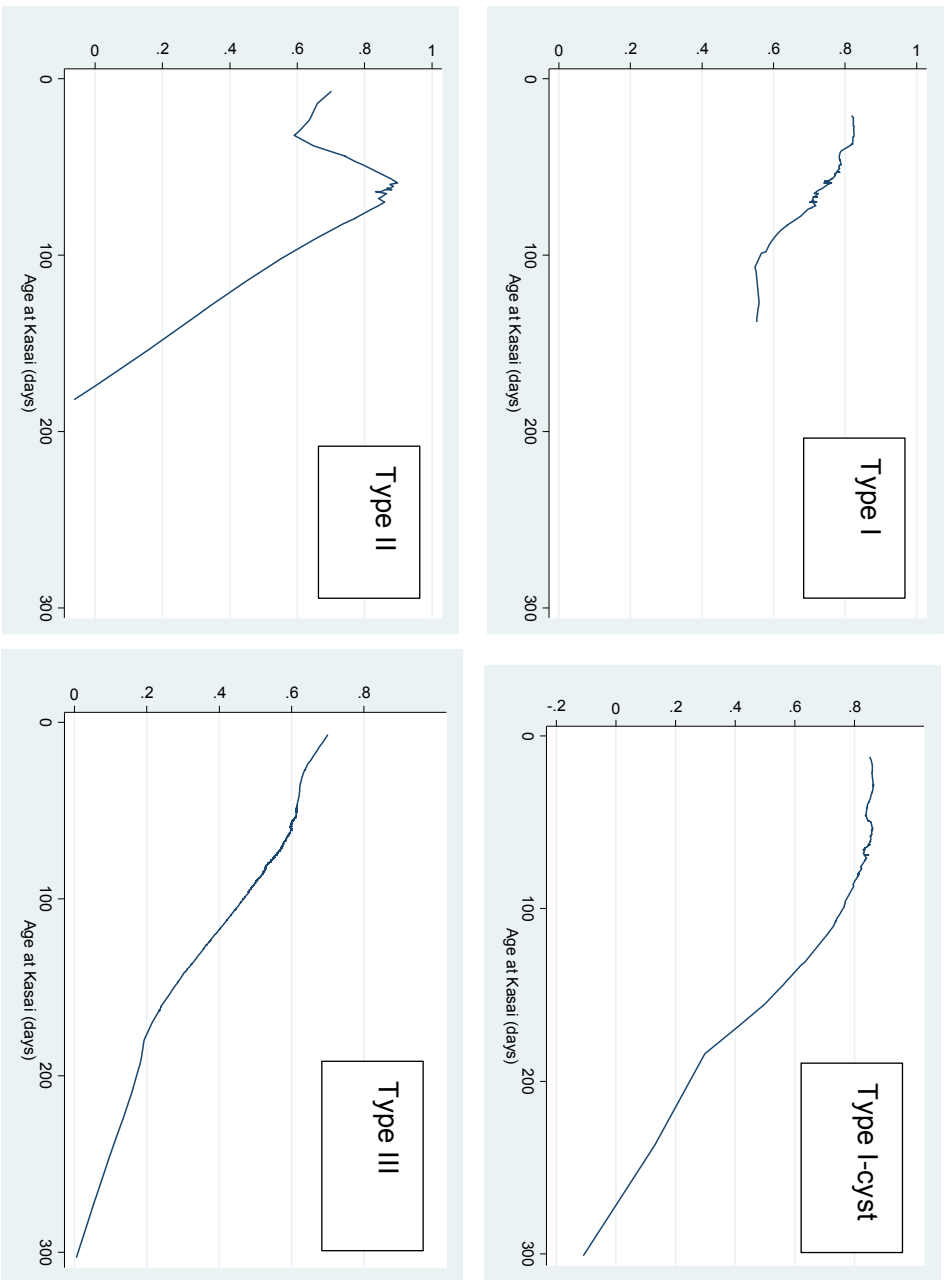 Type I
1
.8
.6
.4
.2
0
0 100 200 300
Age at Kasai (days)
Type I-cyst
.8
.6
.4
.2
0
-.2
0 100 200 300
Age at Kasai (days)
Type II
1
.8
.6
.4
.2
0
0 100 200 300
Age at Kasai (days)
Type III
.8
.6
.4
.2
0
0 100 200 300
Age at Kasai (days)